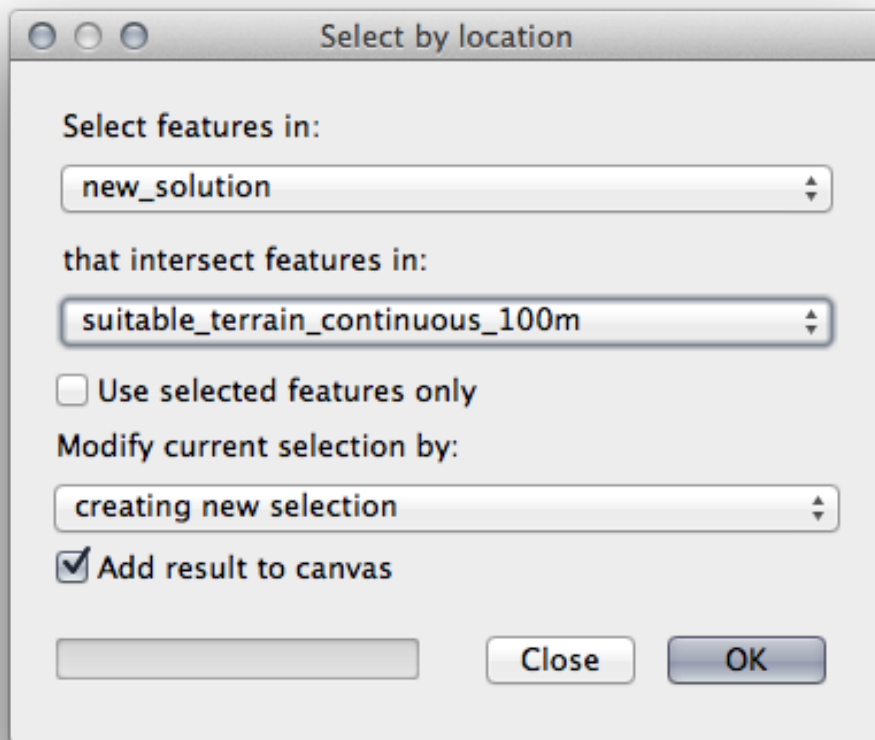 Select by location
Select features in:
new_solution
that intersect features in:
suitable_terrain_continuous_100m
Use selected features only
Modify current selection by:
creating new selection
Add result to canvas
Close
OK